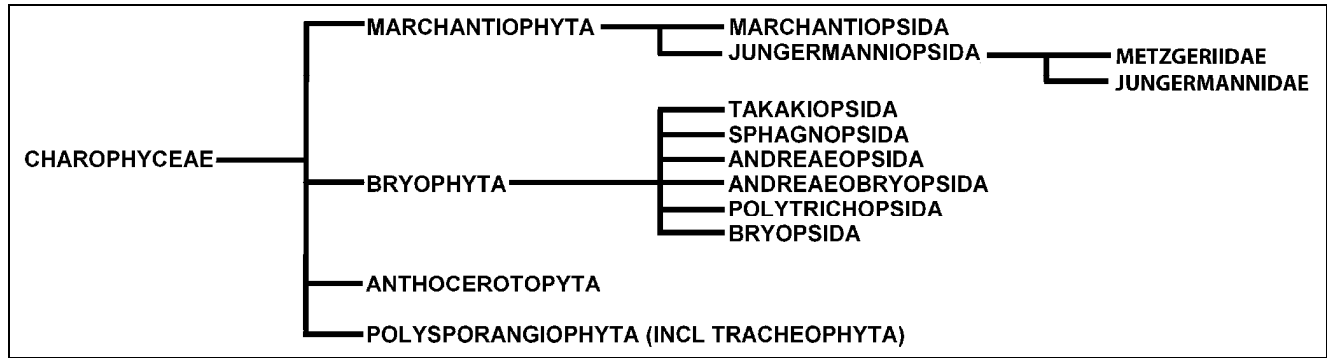 MARCHANTIOPHYTA
MARCHANTIOPSIDA
JUNGERMANNIOPSIDA
METZGERIIDAE
JUNGERMANNIDAE
TAKAKIOPSIDA
SPHAGNOPSIDA
CHAROPHYCEAE
ANDREAEOPSIDA
BRYOPHYTA
ANDREAEOBRYOPSIDA
POLYTRICHOPSIDA
BRYOPSIDA
ANTHOCEROTOPYTA
POLYSPORANGIOPHYTA (INCL TRACHEOPHYTA)